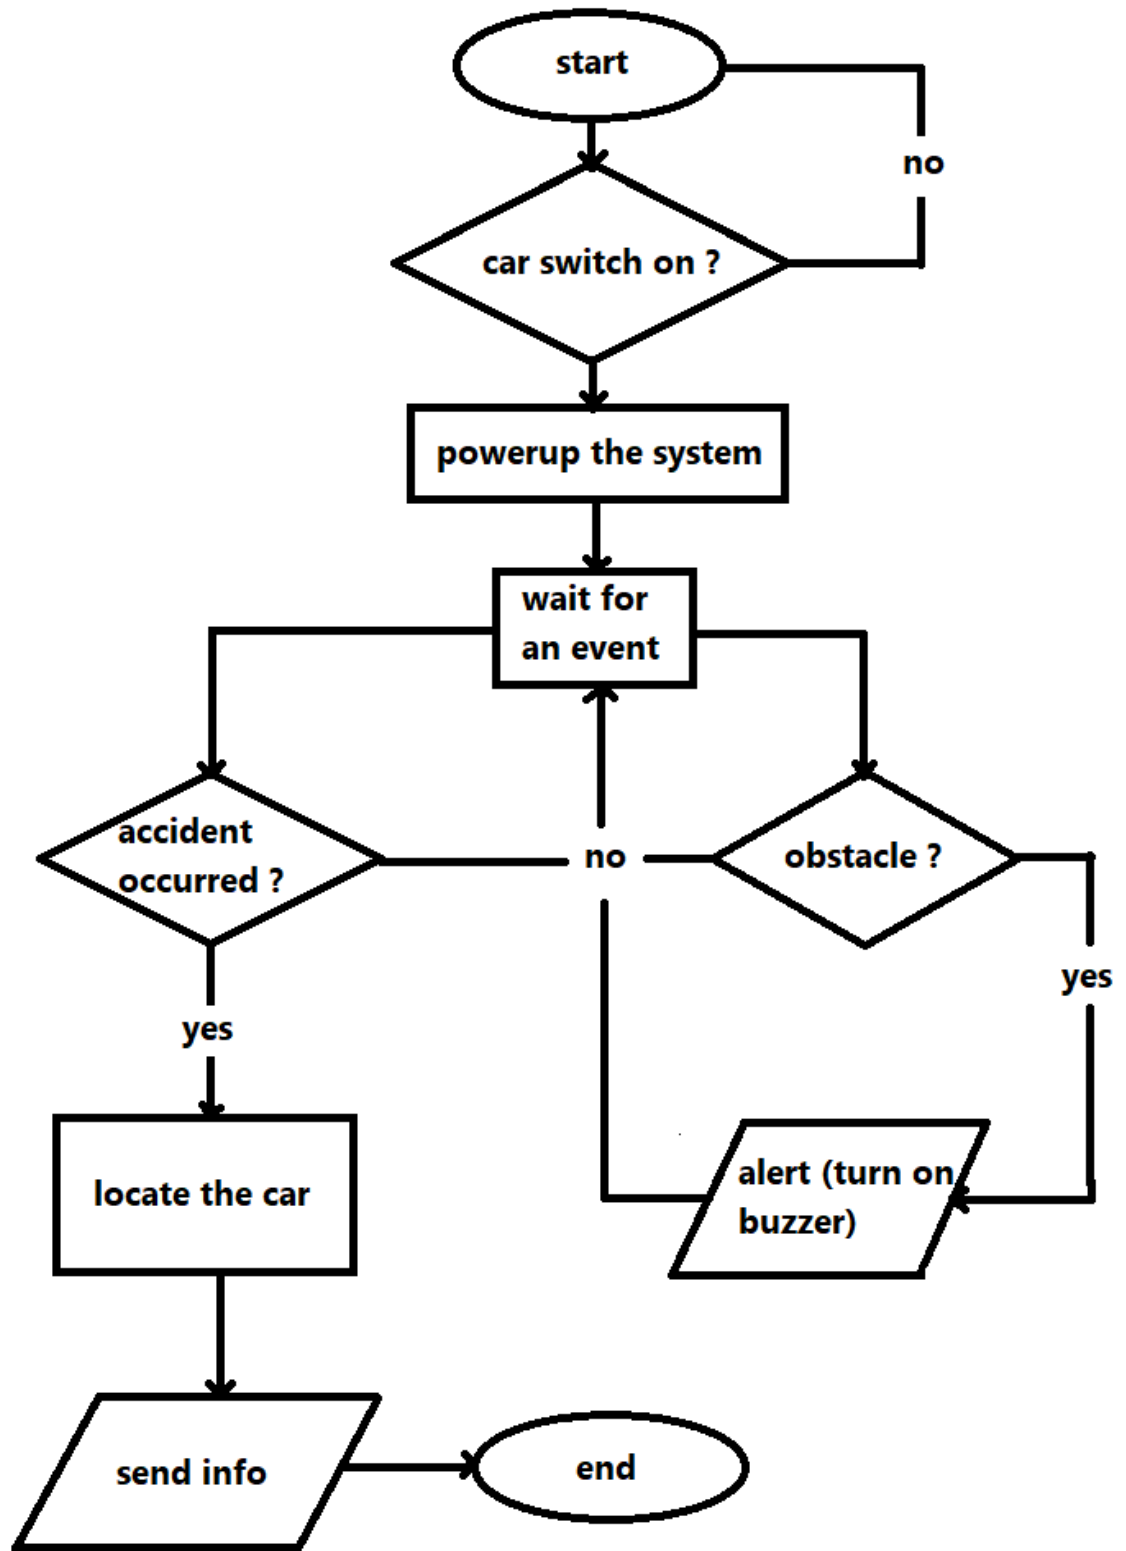 start
no
car switch on ?
powerup the system
wait for
an event
accident
occurred ?
no
obstacle ?
yes
yes
locate the car
alert (turn on
buzzer)
send info
end